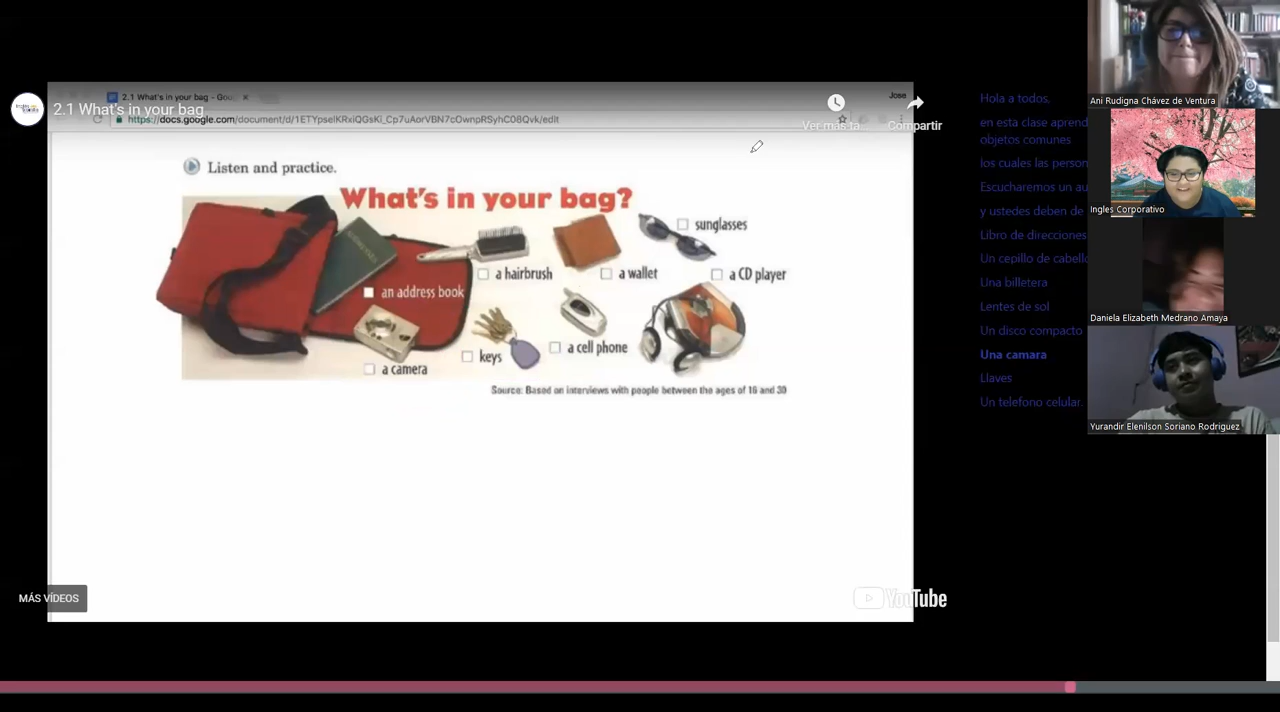 2.1 What's in your bag - Goo
Jose
2.1 What's in your bag
https://docs.google.com/document/d/1ETYpseIKRxiQGsKi_Cp7uAorVBN7cOwnpRSyhC08Qvk/edit
Ver más ta
Compartir
Listen and practice.
What's in your bag?
sunglasses
a hairbrush
a wallet
a CD player
an address book
keys
a cell phone
a camera
Source: Based on interviews with people between the ages of 16 and 30
MÁS VÍDEOS
YouTube
Hola a todos,
en esta clase aprend
objetos comunes
los cuales las person
Escucharemos un au
y ustedes deben de
Libro de direcciones
Un cepillo de cabello
Una billetera
Lentes de sol
Un disco compacto
Una camara
Llaves
Un telefono celular.
Ani Rudigna Chávez de Ventura
Ingles Corporativo
Daniela Elizabeth Medrano Amaya
Yurandir Elenilson Soriano Rodriguez